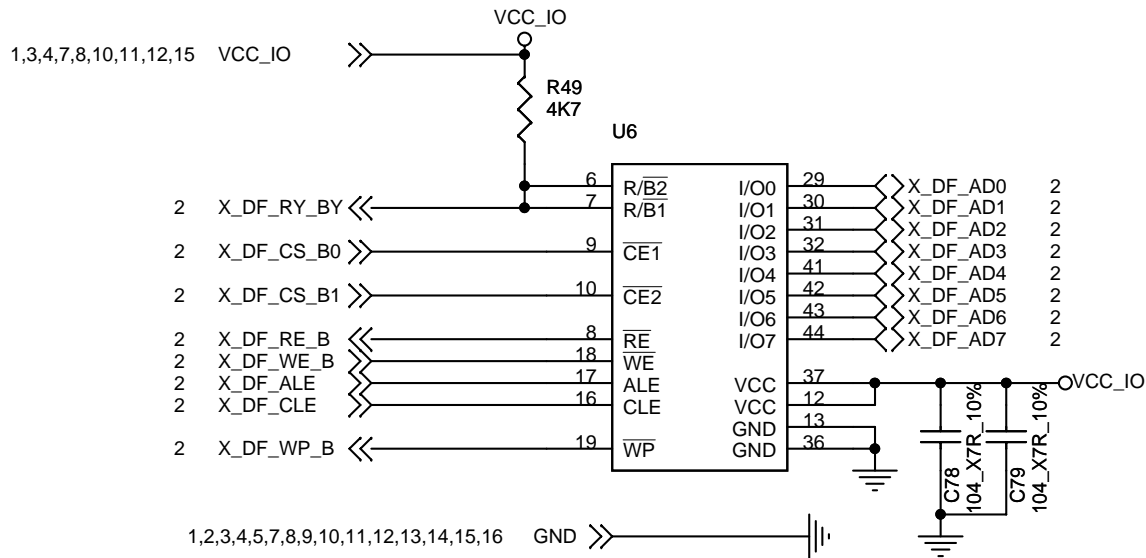 VCC_IO
1,3,4,7,8,10,11,12,15 VCC_IO
R49
4K7
U6
6 R/B2 I/O0 29 X_DF_AD0 2
2 X_DF_RY_BY 7 R/B1 I/O1 30 X_DF_AD1 2
I/O2 31 X_DF_AD2 2
2 X_DF_CS_B0 9 CE1 I/O3 32 X_DF_AD3 2
I/O4 41 X_DF_AD4 2
2 X_DF_CS_B1 10 CE2 I/O5 42 X_DF_AD5 2
I/O6 43 X_DF_AD6 2
2 X_DF_RE_B 8 RE I/O7 44 X_DF_AD7 2
2 X_DF_WE_B 18 WE
2 X_DF_ALE 17 ALE VCC 37 VCC_IO
2 X_DF_CLE 16 CLE VCC 12
GND 13
2 X_DF_WP_B 19 WP GND 36
C78
104_X7R_10%
C79
104_X7R_10%
1,2,3,4,5,7,8,9,10,11,12,13,14,15,16 GND